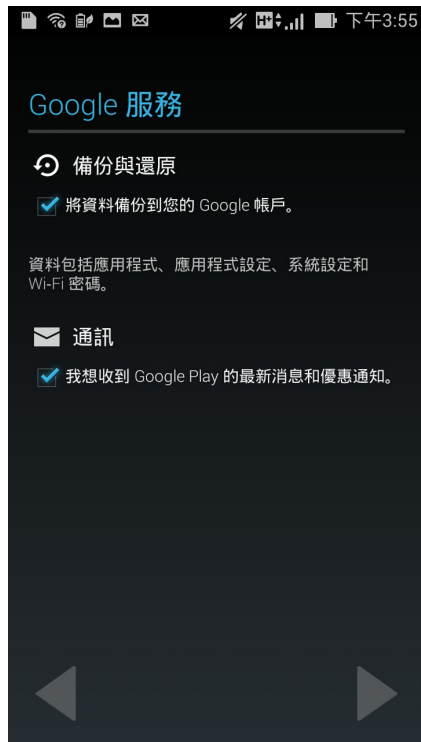 H+ 下午3:55
Google 服務
備份與還原
將資料備份到您的 Google 帳戶。
資料包括應用程式、應用程式設定、系統設定和
Wi-Fi 密碼。
通訊
我想收到 Google Play 的最新消息和優惠通知。